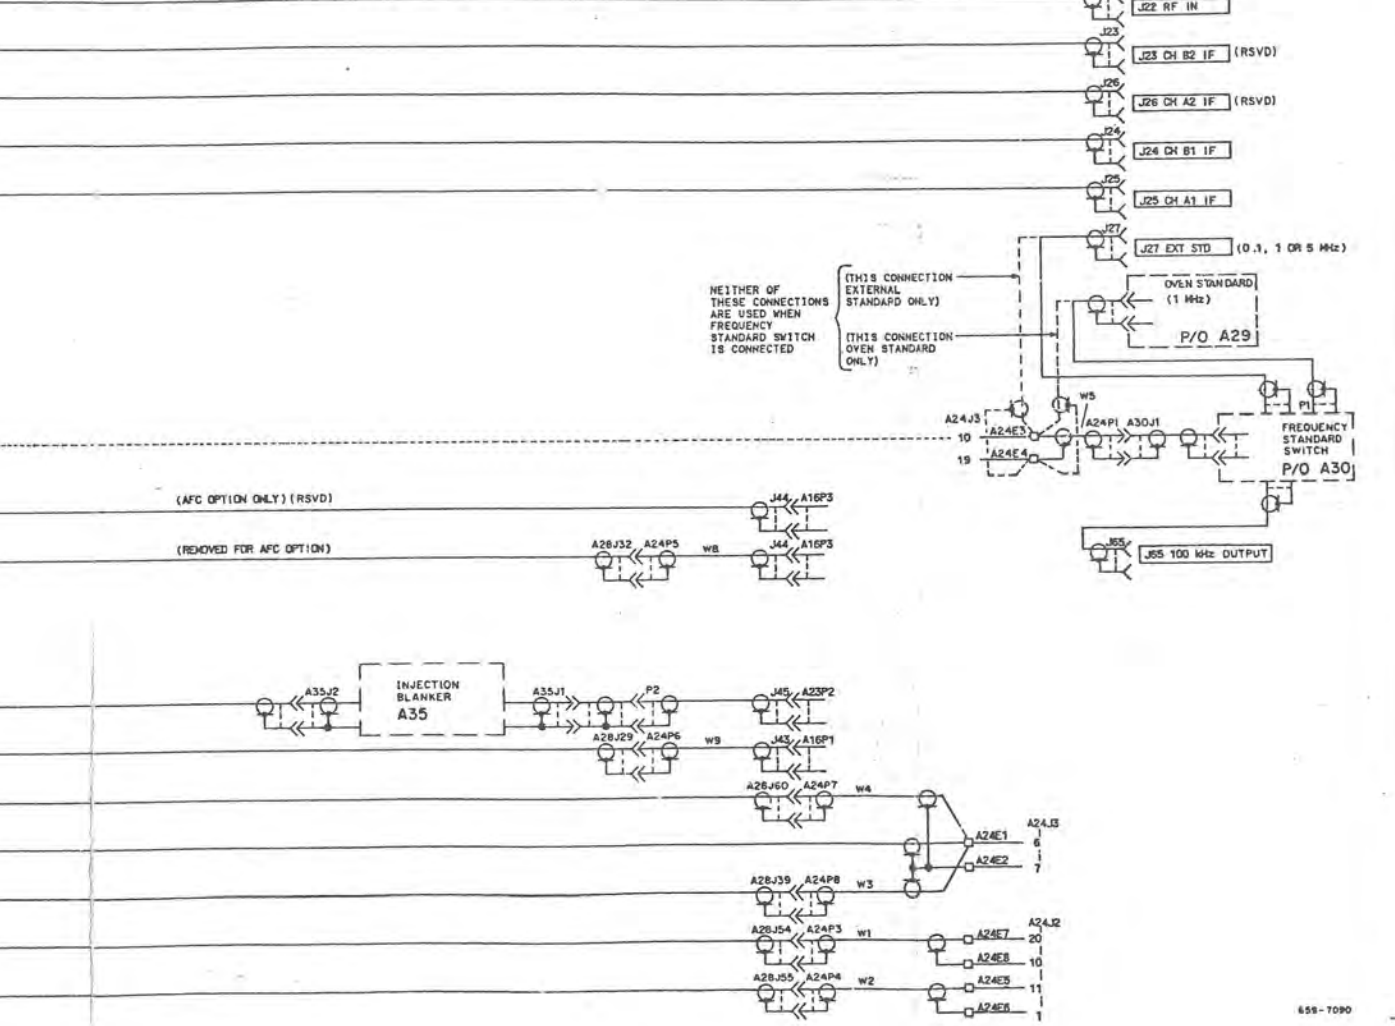 J22 RF IN
J23
J23 CH B2 IF (RSVD)
J26
J26 CH A2 IF (RSVD)
J24
J24 CH B1 IF
J25
J25 CH A1 IF
J27
J27 EXT STD (0.1, 1 OR 5 MHz)
NEITHER OF
THESE CONNECTIONS
ARE USED WHEN
FREQUENCY
STANDARD SWITCH
IS CONNECTED
(THIS CONNECTION
EXTERNAL
STANDARD ONLY)
(THIS CONNECTION
OVEN STANDARD
ONLY)
OVEN STANDARD
(1 MHz)
P/O A29
W5
P1
A24J3
10 A24E3
A24P1 A30J1
19 A24E4
FREQUENCY
STANDARD
SWITCH
P/O A30
(AFC OPTION ONLY) (RSVD)
J44 A16P3
(REMOVED FOR AFC OPTION)
A28J32 A24P5 W8 J44 A16P3
J65
J65 100 kHz OUTPUT
A35J2
INJECTION
BLANKER
A35
A35J1 P2 J45 A23P2
A28J29 A24P6 W9 J43 A16P1
A28J60 A24P7 W4
A24J3
A24E1 6
A24E2 7
A28J39 A24P8 W3
A24J2
A28J54 A24P3 W1 A24E7 20
A24E8 10
A28J55 A24P4 W2 A24E5 11
A24E6 1
659-7090